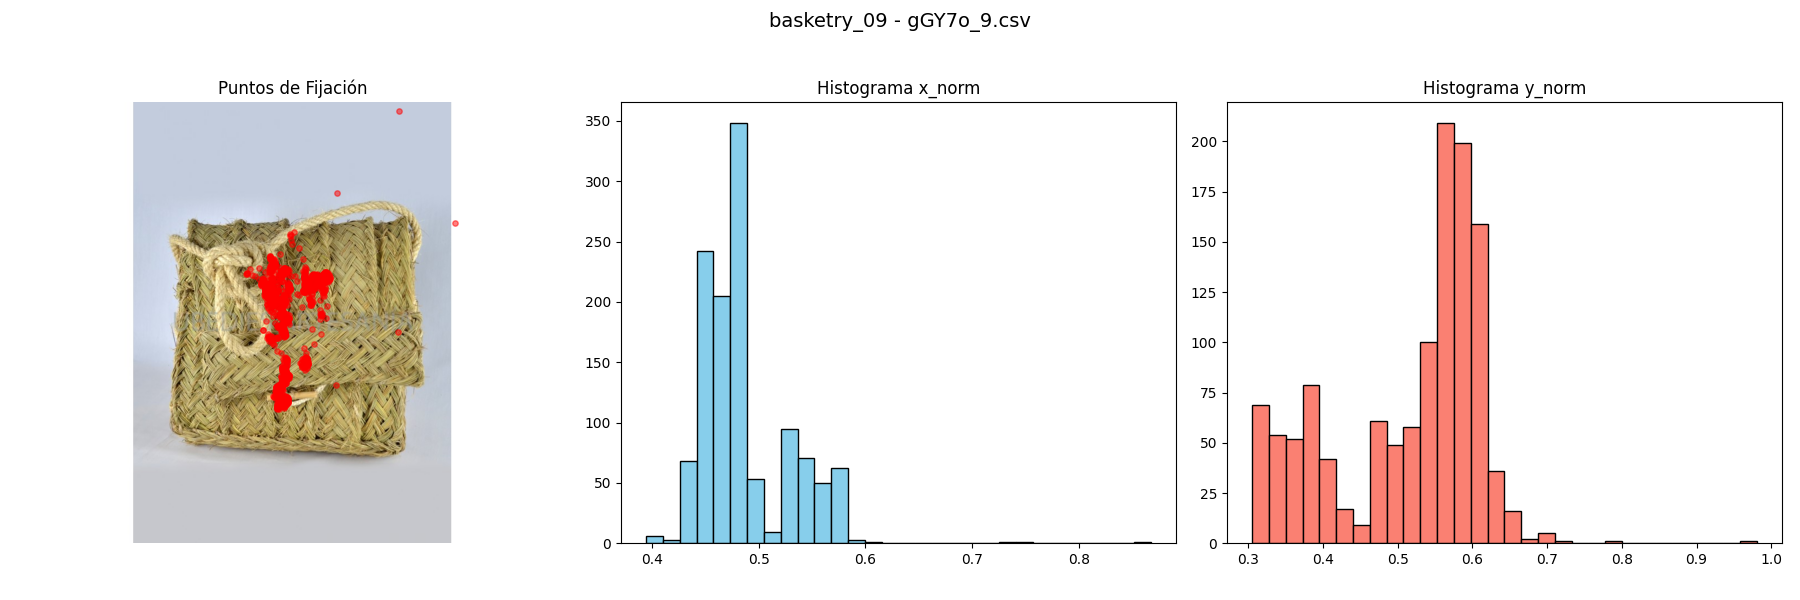 basketry_09 - gGY7o_9.csv
Puntos de Fijación
Histograma x_norm
350
300
250
200
150
100
50
0
0.4 0.5 0.6 0.7 0.8
Histograma y_norm
200
175
150
125
100
75
50
25
0
0.3 0.4 0.5 0.6 0.7 0.8 0.9 1.0